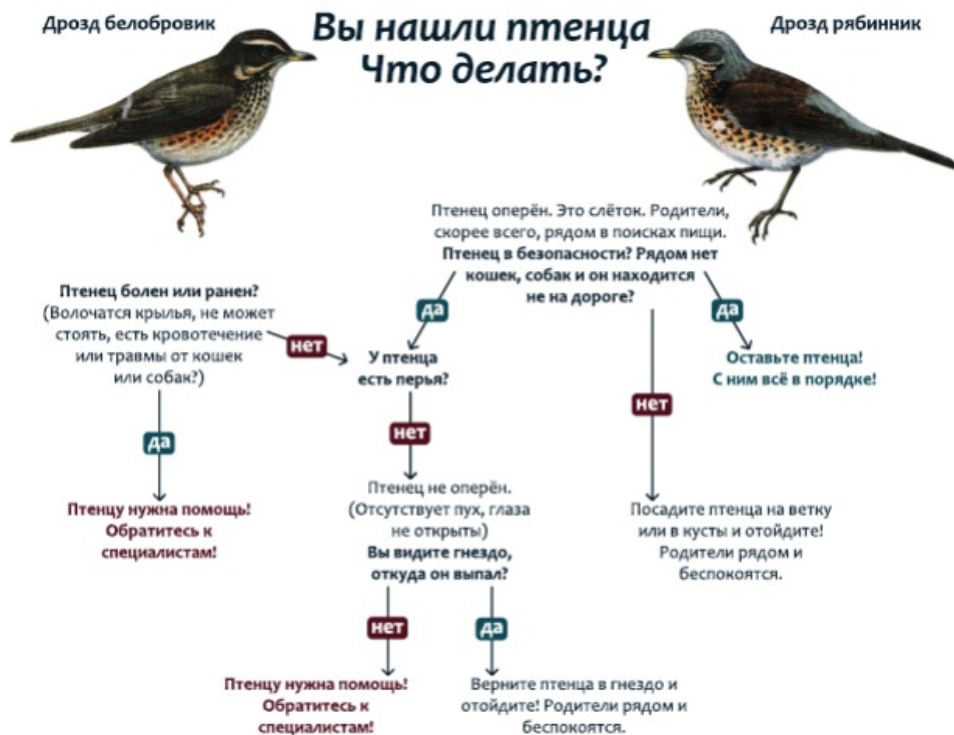 Дрозд белобровик
Вы нашли птенца
Что делать?
Дрозд рябинник
Птенец болен или ранен?
(Волочатся крылья, не может
стоять, есть кровотечение
или травмы от кошек
или собак?)
да
Птенцу нужна помощь!
Обратитесь к
специалистам!
нет
У птенца
есть перья?
да
Птенец оперён. Это слёток. Родители,
скорее всего, рядом в поисках пищи.
Птенец в безопасности? Рядом нет
кошек, собак и он находится
не на дороге?
да
Оставьте птенца!
С ним всё в порядке!
нет
Посадите птенца на ветку
или в кусты и отойдите!
Родители рядом и
беспокоятся.
нет
Птенец не оперён.
(Отсутствует пух, глаза
не открыты)
Вы видите гнездо,
откуда он выпал?
нет
Птенцу нужна помощь!
Обратитесь к
специалистам!
да
Верните птенца в гнездо и
отойдите! Родители рядом и
беспокоятся.